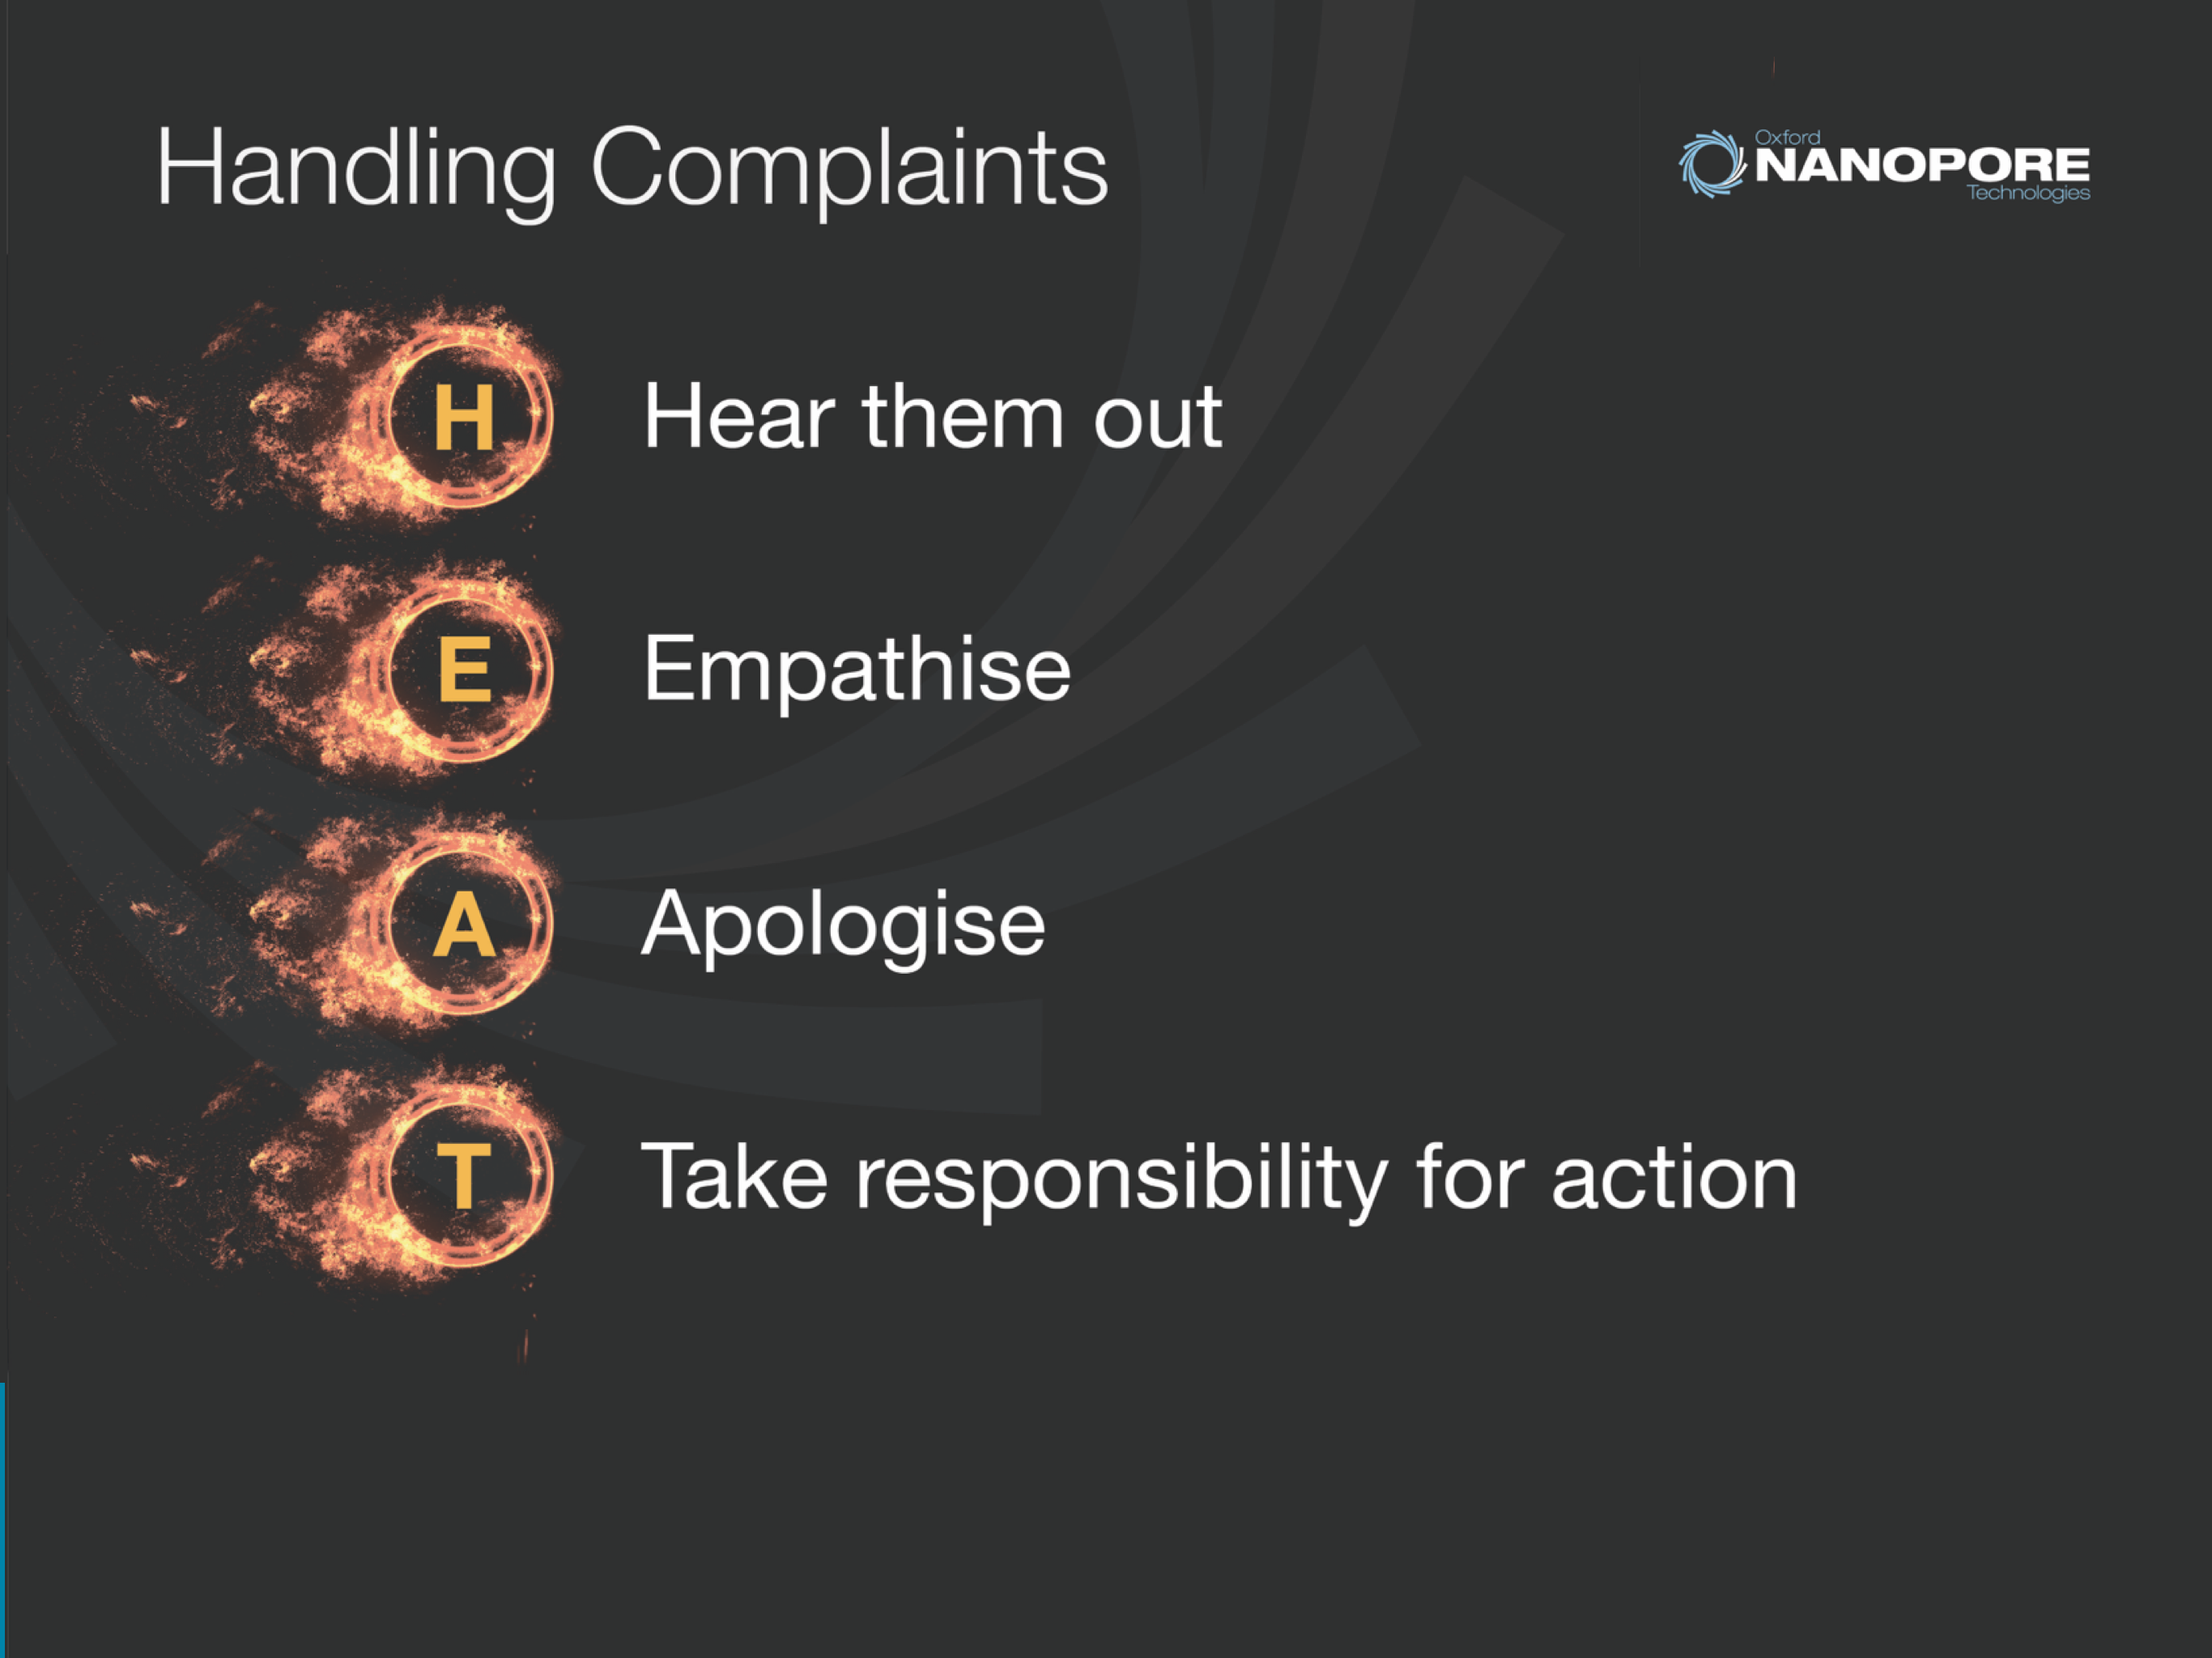 Handling Complaints
Oxford
NANOPORE
Technologies
H
Hear them out
E
Empathise
A
Apologise
T
Take responsibility for action